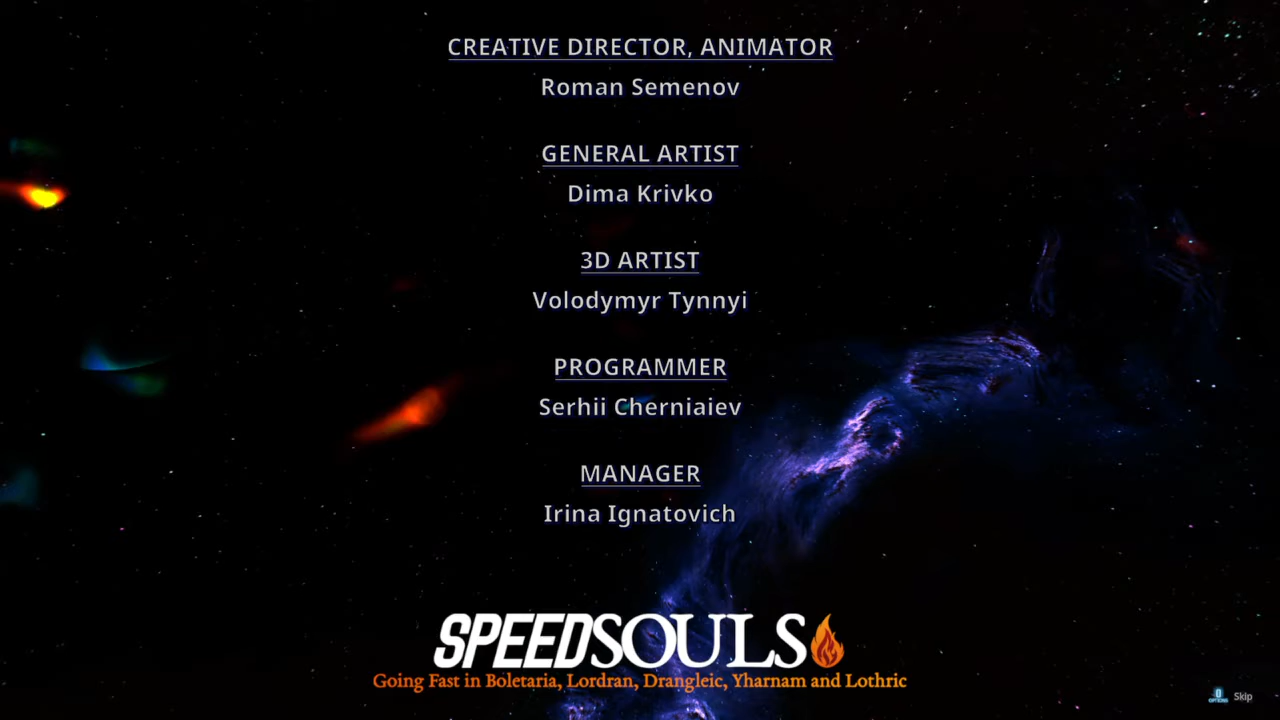 CREATIVE DIRECTOR, ANIMATOR
Roman Semenov
GENERAL ARTIST
Dima Krivko
3D ARTIST
Volodymyr Tynnyi
PROGRAMMER
Serhii Cherniaiev
MANAGER
Irina Ignatovich
SPEEDSOULS
Going Fast in Boletaria, Lordran, Drangleic, Yharnam and Lothric
OPTIONS Skip